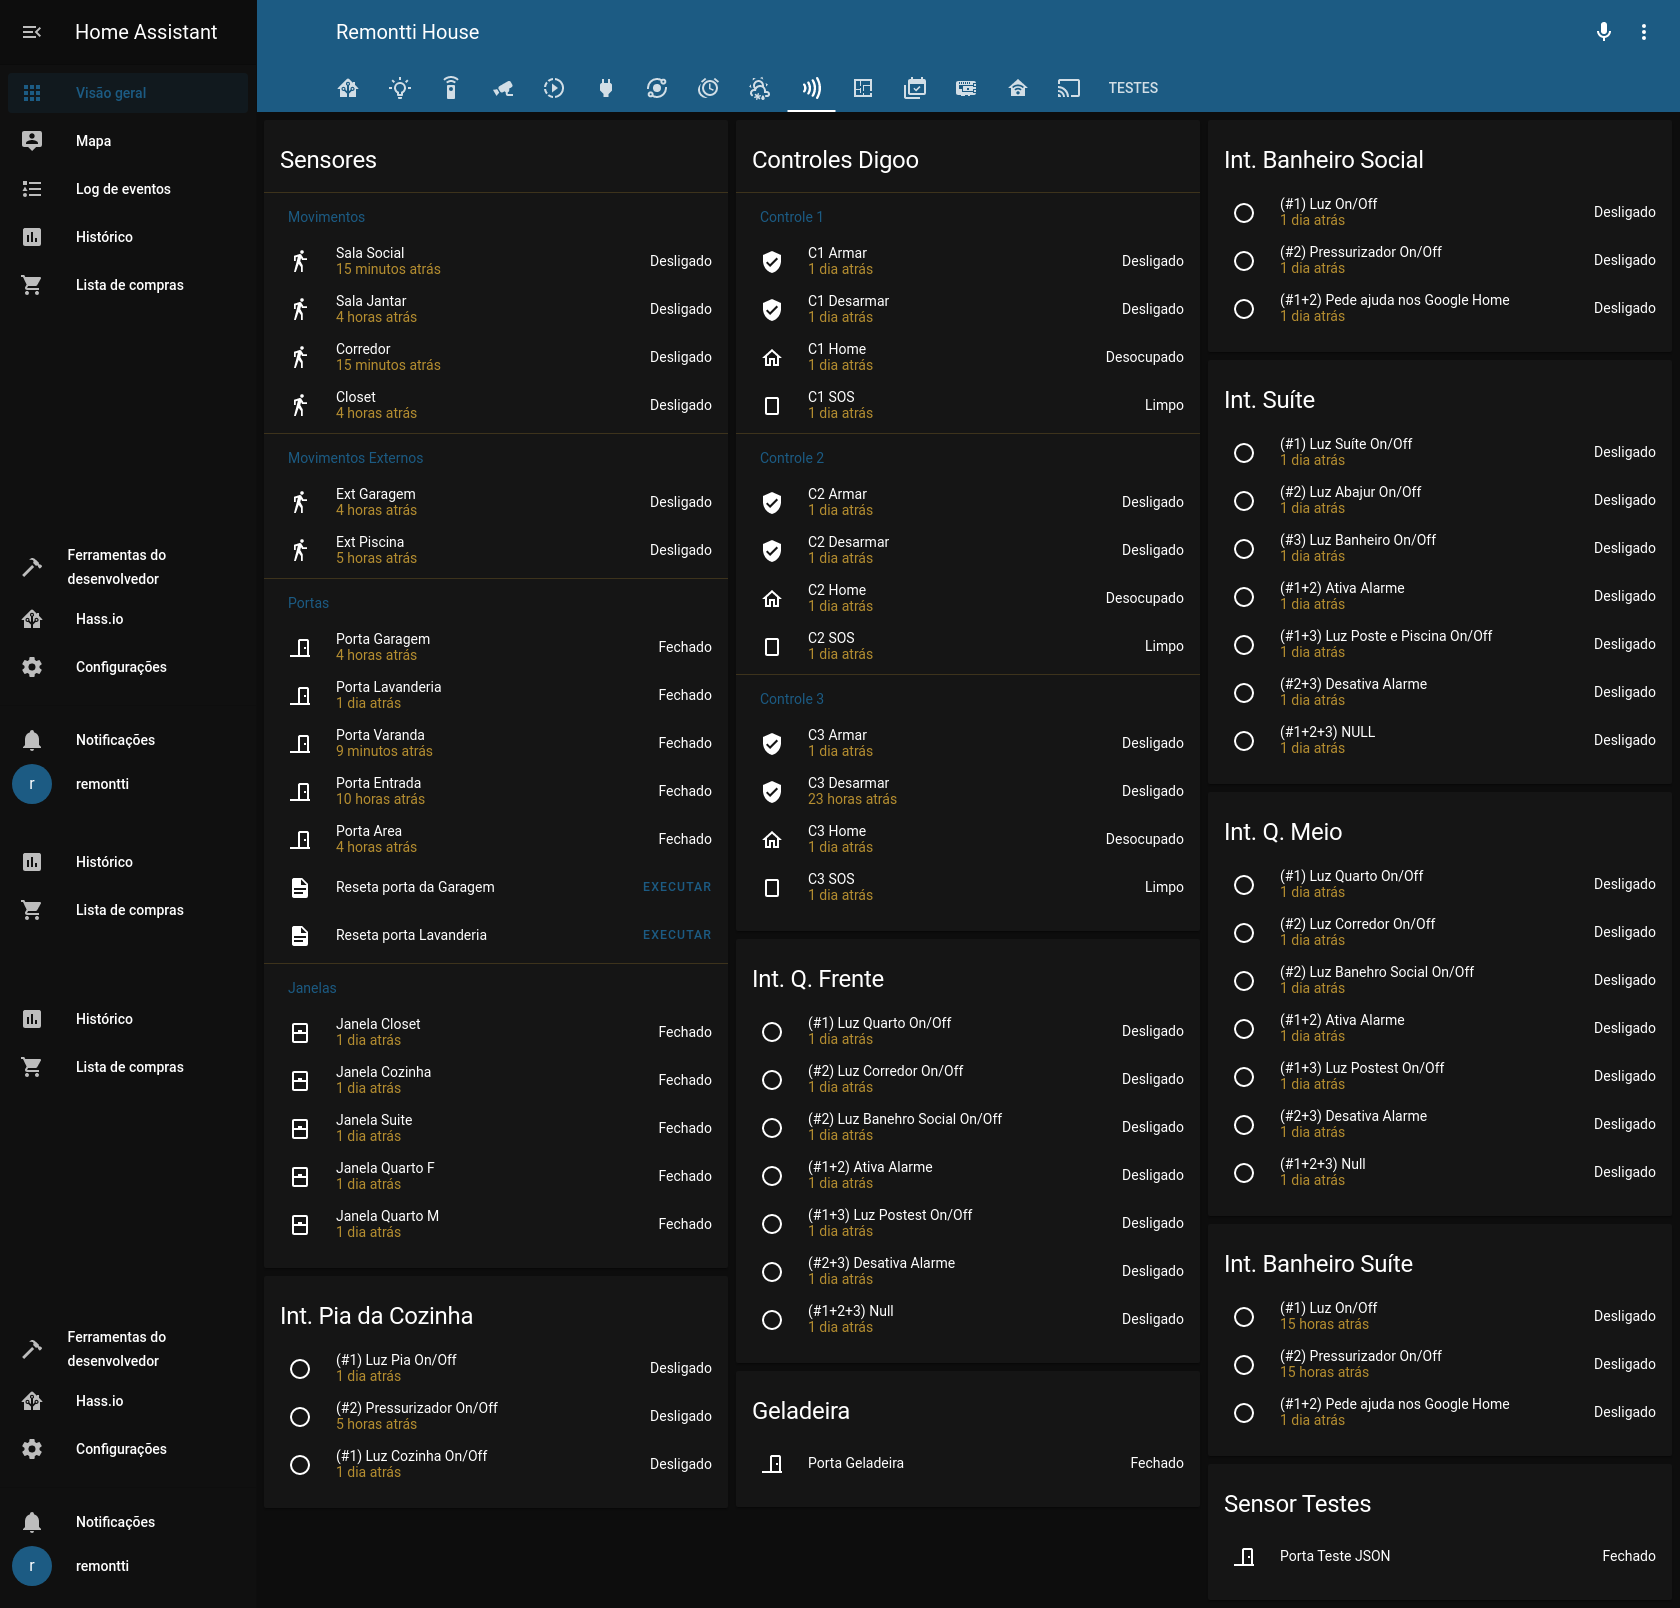 Home Assistant
Visão geral
Mapa
Log de eventos
Histórico
Lista de compras
Ferramentas do
desenvolvedor
Hass.io
Configurações
Notificações
r
remontti
Histórico
Lista de compras
Histórico
Lista de compras
Ferramentas do
desenvolvedor
Hass.io
Configurações
Notificações
r
remontti
Remontti House
TESTES
Sensores
Movimentos
Sala Social
15 minutos atrás
Desligado
Sala Jantar
4 horas atrás
Desligado
Corredor
15 minutos atrás
Desligado
Closet
4 horas atrás
Desligado
Movimentos Externos
Ext Garagem
4 horas atrás
Desligado
Ext Piscina
5 horas atrás
Desligado
Portas
Porta Garagem
4 horas atrás
Fechado
Porta Lavanderia
1 dia atrás
Fechado
Porta Varanda
9 minutos atrás
Fechado
Porta Entrada
10 horas atrás
Fechado
Porta Area
4 horas atrás
Fechado
Reseta porta da Garagem
EXECUTAR
Reseta porta Lavanderia
EXECUTAR
Janelas
Janela Closet
1 dia atrás
Fechado
Janela Cozinha
1 dia atrás
Fechado
Janela Suite
1 dia atrás
Fechado
Janela Quarto F
1 dia atrás
Fechado
Janela Quarto M
1 dia atrás
Fechado
Int. Pia da Cozinha
(#1) Luz Pia On/Off
1 dia atrás
Desligado
(#2) Pressurizador On/Off
5 horas atrás
Desligado
(#1) Luz Cozinha On/Off
1 dia atrás
Desligado
Controles Digoo
Controle 1
C1 Armar
1 dia atrás
Desligado
C1 Desarmar
1 dia atrás
Desligado
C1 Home
1 dia atrás
Desocupado
C1 SOS
1 dia atrás
Limpo
Controle 2
C2 Armar
1 dia atrás
Desligado
C2 Desarmar
1 dia atrás
Desligado
C2 Home
1 dia atrás
Desocupado
C2 SOS
1 dia atrás
Limpo
Controle 3
C3 Armar
1 dia atrás
Desligado
C3 Desarmar
23 horas atrás
Desligado
C3 Home
1 dia atrás
Desocupado
C3 SOS
1 dia atrás
Limpo
Int. Q. Frente
(#1) Luz Quarto On/Off
1 dia atrás
Desligado
(#2) Luz Corredor On/Off
1 dia atrás
Desligado
(#2) Luz Banehro Social On/Off
1 dia atrás
Desligado
(#1+2) Ativa Alarme
1 dia atrás
Desligado
(#1+3) Luz Postest On/Off
1 dia atrás
Desligado
(#2+3) Desativa Alarme
1 dia atrás
Desligado
(#1+2+3) Null
1 dia atrás
Desligado
Geladeira
Porta Geladeira
Fechado
Int. Banheiro Social
(#1) Luz On/Off
1 dia atrás
Desligado
(#2) Pressurizador On/Off
1 dia atrás
Desligado
(#1+2) Pede ajuda nos Google Home
1 dia atrás
Desligado
Int. Suíte
(#1) Luz Suíte On/Off
1 dia atrás
Desligado
(#2) Luz Abajur On/Off
1 dia atrás
Desligado
(#3) Luz Banheiro On/Off
1 dia atrás
Desligado
(#1+2) Ativa Alarme
1 dia atrás
Desligado
(#1+3) Luz Poste e Piscina On/Off
1 dia atrás
Desligado
(#2+3) Desativa Alarme
1 dia atrás
Desligado
(#1+2+3) NULL
1 dia atrás
Desligado
Int. Q. Meio
(#1) Luz Quarto On/Off
1 dia atrás
Desligado
(#2) Luz Corredor On/Off
1 dia atrás
Desligado
(#2) Luz Banehro Social On/Off
1 dia atrás
Desligado
(#1+2) Ativa Alarme
1 dia atrás
Desligado
(#1+3) Luz Postest On/Off
1 dia atrás
Desligado
(#2+3) Desativa Alarme
1 dia atrás
Desligado
(#1+2+3) Null
1 dia atrás
Desligado
Int. Banheiro Suíte
(#1) Luz On/Off
15 horas atrás
Desligado
(#2) Pressurizador On/Off
15 horas atrás
Desligado
(#1+2) Pede ajuda nos Google Home
1 dia atrás
Desligado
Sensor Testes
Porta Teste JSON
Fechado